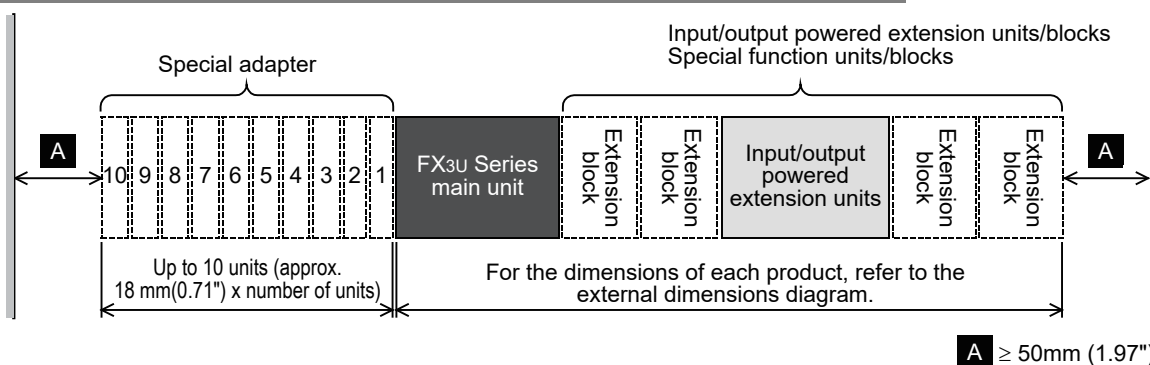 Input/output powered extension units/blocks
Special function units/blocks
Special adapter
A
10 9 8 7 6 5 4 3 2 1
FX3U Series
main unit
Extension
block
Extension
block
Input/output
powered
extension units
Extension
block
Extension
block
A
Up to 10 units (approx.
18 mm(0.71") x number of units)
For the dimensions of each product, refer to the
external dimensions diagram.
A ≥ 50mm (1.97")